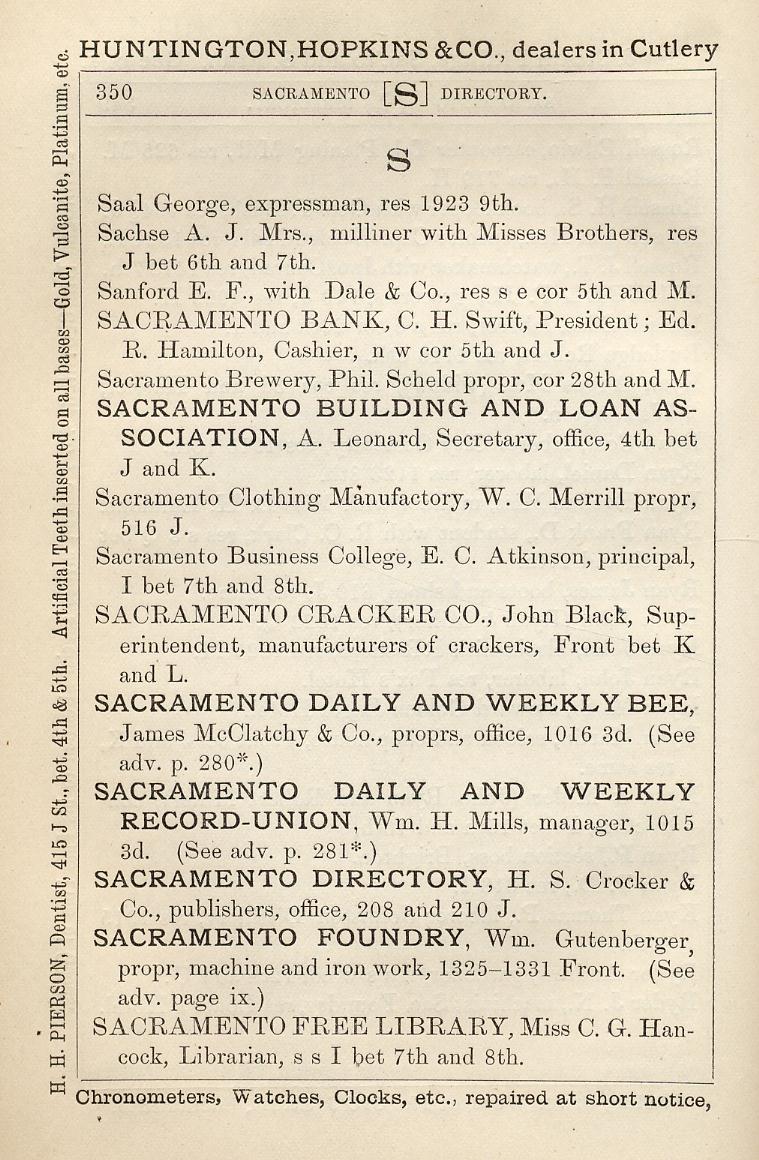 HUNTINGTON, HOPKINS & CO., dealers in Cutlery
350 SACRAMENTO [S] DIRECTORY.
S
Saal George, expressman, res 1923 9th.
Sachse A. J. Mrs., milliner with Misses Brothers, res
J bet 6th and 7th.
Sanford E. F., with Dale & Co., res s e cor 5th and M.
SACRAMENTO BANK, C. H. Swift, President; Ed.
R. Hamilton, Cashier, n w cor 5th and J.
Sacramento Brewery, Phil. Scheld propr, cor 28th and M.
SACRAMENTO BUILDING AND LOAN AS-
SOCIATION, A. Leonard, Secretary, office, 4th bet
J and K.
Sacramento Clothing Manufactory, W. C. Merrill propr,
516 J.
Sacramento Business College, E. C. Atkinson, principal,
I bet 7th and 8th.
SACRAMENTO CRACKER CO., John Black, Sup-
erintendent, manufacturers of crackers, Front bet K
and L.
SACRAMENTO DAILY AND WEEKLY BEE,
James McClatchy & Co., proprs, office, 1016 3d. (See
adv. p. 280*.)
SACRAMENTO DAILY AND WEEKLY
RECORD-UNION, Wm. H. Mills, manager, 1015
3d. (See adv. p. 281*.)
SACRAMENTO DIRECTORY, H. S. Crocker &
Co., publishers, office, 208 and 210 J.
SACRAMENTO FOUNDRY, Wm. Gutenberger,
propr, machine and iron work, 1325–1331 Front. (See
adv. page ix.)
SACRAMENTO FREE LIBRARY, Miss C. G. Han-
cock, Librarian, s s I bet 7th and 8th.
Chronometers, Watches, Clocks, etc., repaired at short notice,
H. H. PIERSON, Dentist, 415 J St., bet. 4th & 5th. Artificial Teeth inserted on all bases—Gold, Vulcanite, Platinum, etc.